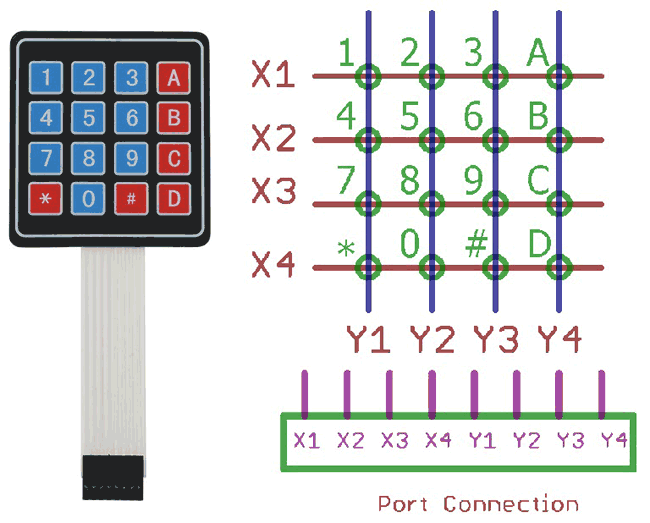 1 2 3 A
4 5 6 B
7 8 9 C
* 0 # D
1 2 3 A
X1
4 5 6 B
X2
7 8 9 C
X3
* 0 # D
X4
Y1 Y2 Y3 Y4
X1 X2 X3 X4 Y1 Y2 Y3 Y4
Port Connection